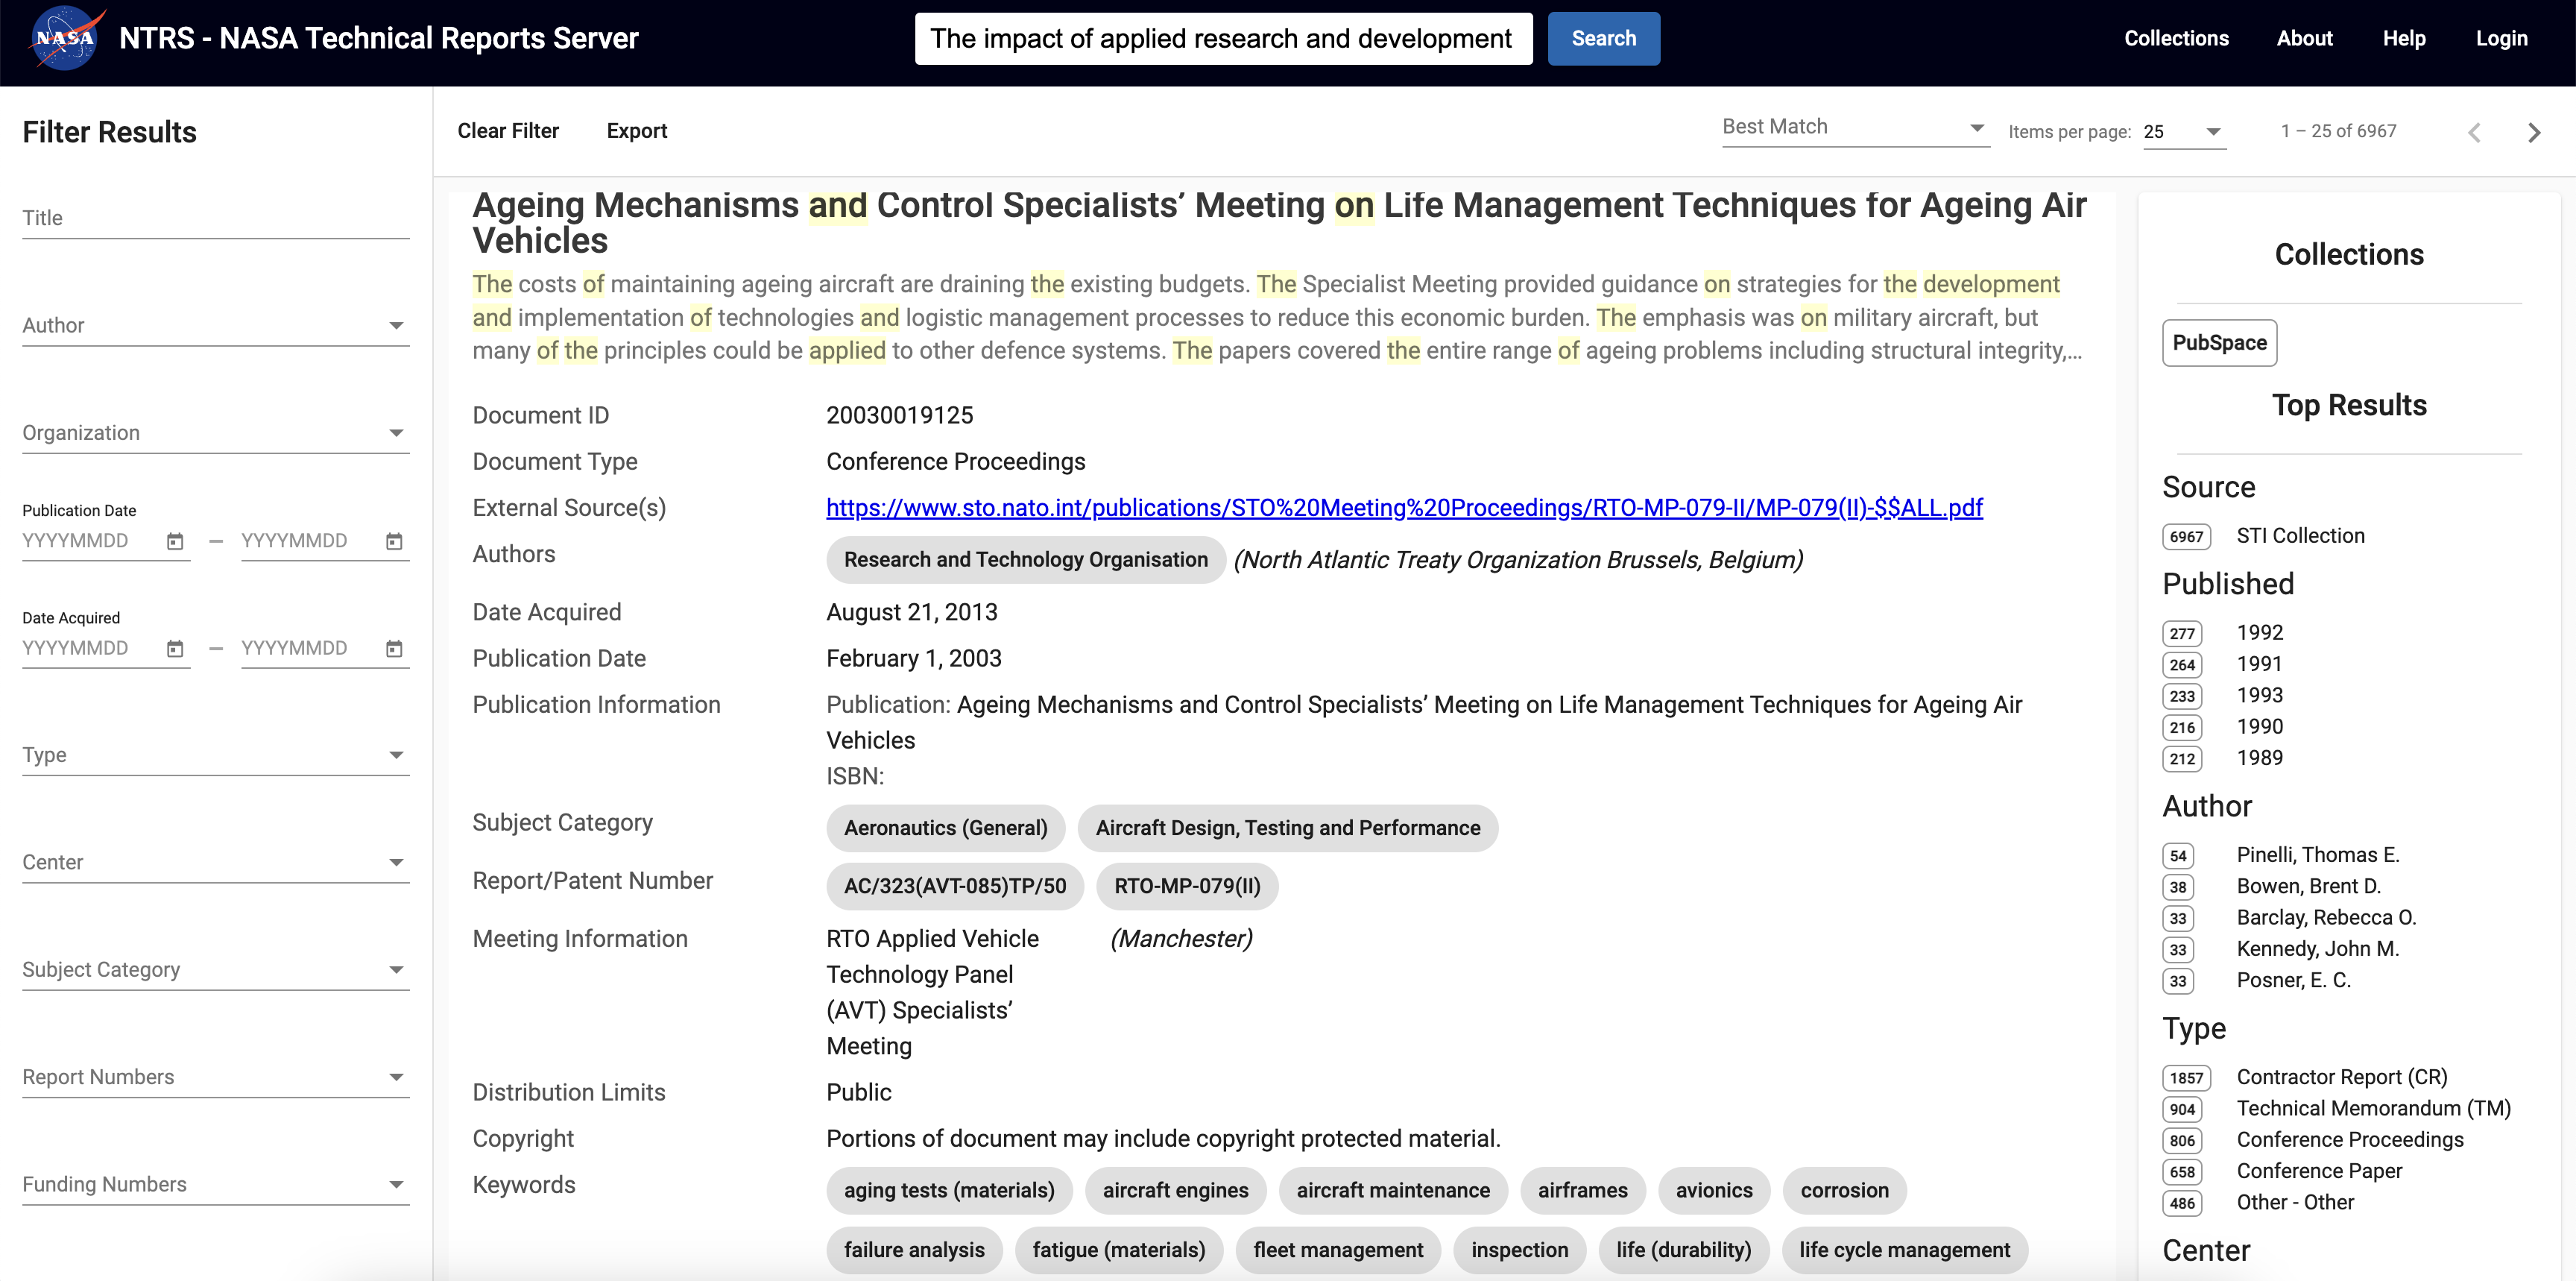 NASA
NTRS - NASA Technical Reports Server
The impact of applied research and development
Search
Collections
About
Help
Login
Filter Results
Title
Author
Organization
Publication Date
YYYYMMDD – YYYYMMDD
Date Acquired
YYYYMMDD – YYYYMMDD
Type
Center
Subject Category
Report Numbers
Funding Numbers
Clear Filter
Export
Best Match
Items per page: 25
1 – 25 of 6967
Ageing Mechanisms and Control Specialists’ Meeting on Life Management Techniques for Ageing Air
Vehicles
The costs of maintaining ageing aircraft are draining the existing budgets. The Specialist Meeting provided guidance on strategies for the development
and implementation of technologies and logistic management processes to reduce this economic burden. The emphasis was on military aircraft, but
many of the principles could be applied to other defence systems. The papers covered the entire range of ageing problems including structural integrity,...
Document ID 20030019125
Document Type Conference Proceedings
External Source(s) https://www.sto.nato.int/publications/STO%20Meeting%20Proceedings/RTO-MP-079-II/MP-079(II)-$$ALL.pdf
Authors Research and Technology Organisation (North Atlantic Treaty Organization Brussels, Belgium)
Date Acquired August 21, 2013
Publication Date February 1, 2003
Publication Information Publication: Ageing Mechanisms and Control Specialists’ Meeting on Life Management Techniques for Ageing Air
Vehicles
ISBN:
Subject Category Aeronautics (General) Aircraft Design, Testing and Performance
Report/Patent Number AC/323(AVT-085)TP/50 RTO-MP-079(II)
Meeting Information RTO Applied Vehicle (Manchester)
Technology Panel
(AVT) Specialists’
Meeting
Distribution Limits Public
Copyright Portions of document may include copyright protected material.
Keywords aging tests (materials) aircraft engines aircraft maintenance airframes avionics corrosion
failure analysis fatigue (materials) fleet management inspection life (durability) life cycle management
Collections
PubSpace
Top Results
Source
6967 STI Collection
Published
277 1992
264 1991
233 1993
216 1990
212 1989
Author
54 Pinelli, Thomas E.
38 Bowen, Brent D.
33 Barclay, Rebecca O.
33 Kennedy, John M.
33 Posner, E. C.
Type
1857 Contractor Report (CR)
904 Technical Memorandum (TM)
806 Conference Proceedings
658 Conference Paper
486 Other - Other
Center